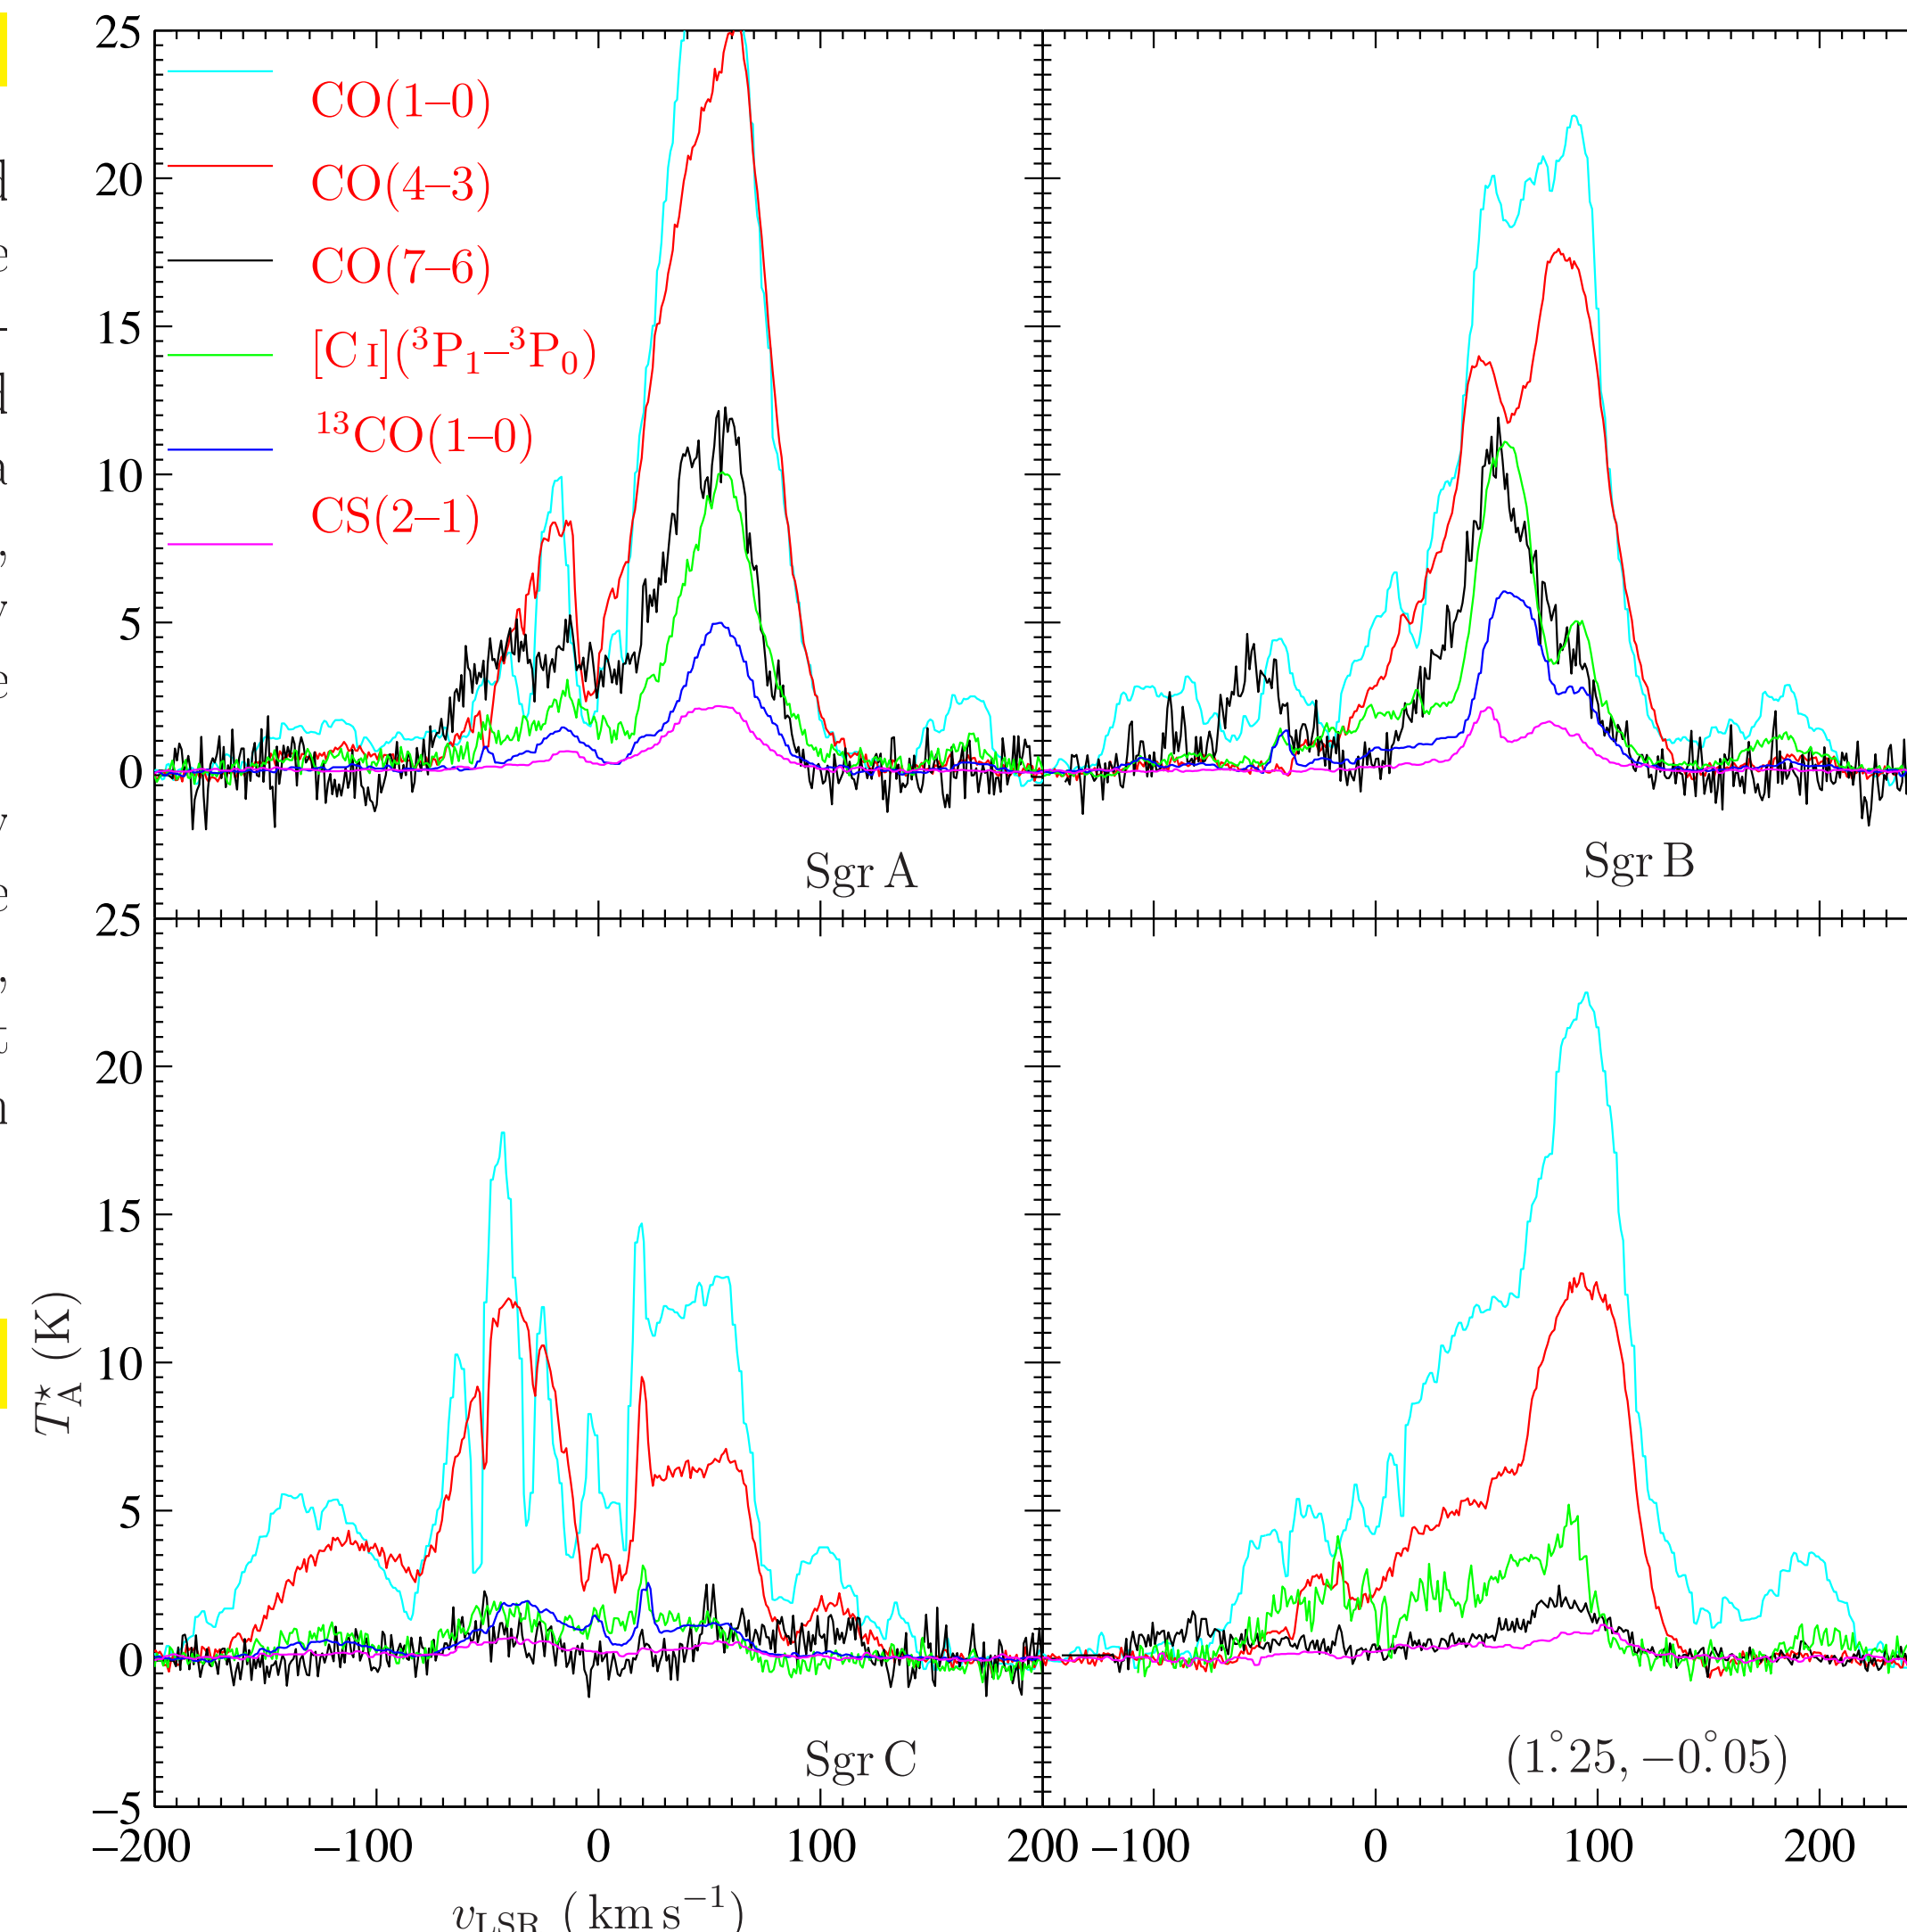 25
20
15
10
5
0
CO(1–0)
CO(4–3)
CO(7–6)
[C I](³P₁–³P₀)
¹³CO(1–0)
CS(2–1)
Sgr A
Sgr B
25
20
15
10
5
0
−5
T*A (K)
Sgr C
(1°.25, −0°.05)
−200 −100 0 100 200 −100 0 100 200
vLSR (km s⁻¹)